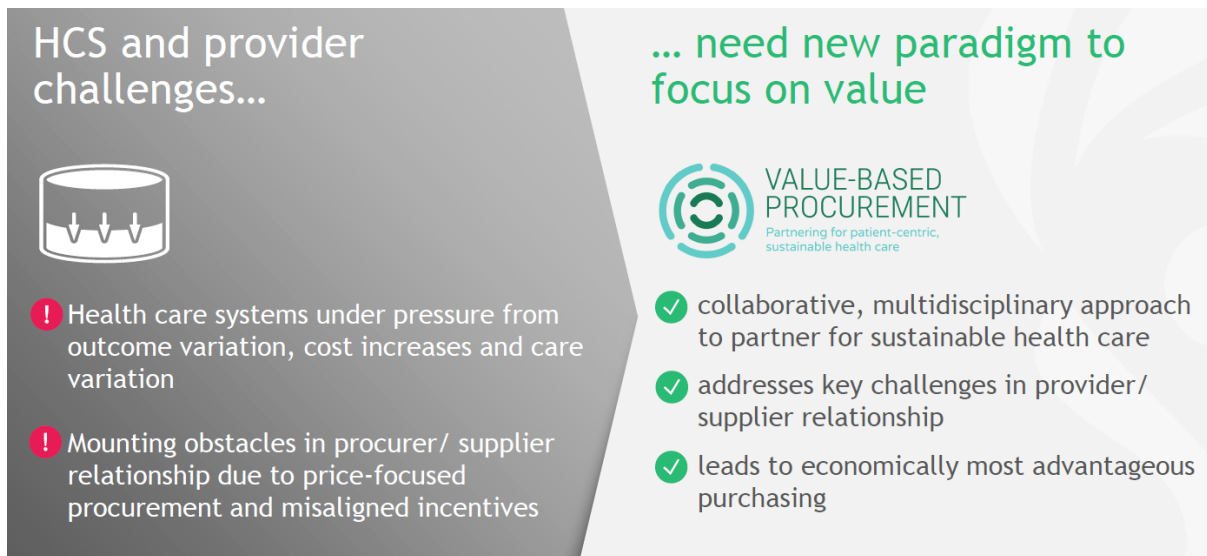 HCS and provider
challenges…
… need new paradigm to
focus on value
VALUE-BASED
PROCUREMENT
Partnering for patient-centric,
sustainable health care
! Health care systems under pressure from
outcome variation, cost increases and care
variation
! Mounting obstacles in procurer/ supplier
relationship due to price-focused
procurement and misaligned incentives
collaborative, multidisciplinary approach
to partner for sustainable health care
addresses key challenges in provider/
supplier relationship
leads to economically most advantageous
purchasing